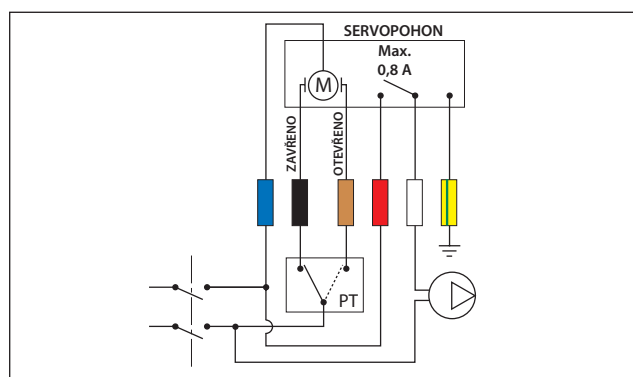 SERVOPOHON
Max.
0,8 A
M
ZAVŘENO
OTEVŘENO
PT